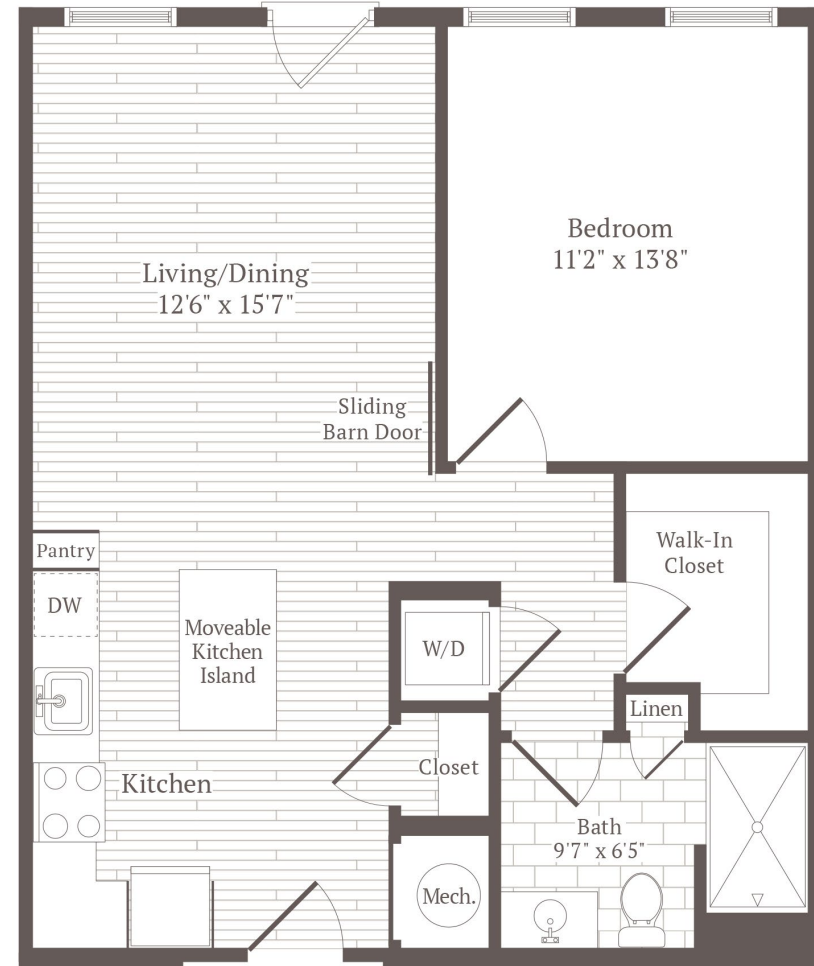 Bedroom
11'2" x 13'8"
Living/Dining
12'6" x 15'7"
Sliding
Barn Door
Pantry
DW
Moveable
Kitchen
Island
W/D
Walk-In
Closet
Linen
Kitchen
Closet
Bath
9'7" x 6'5"
Mech.